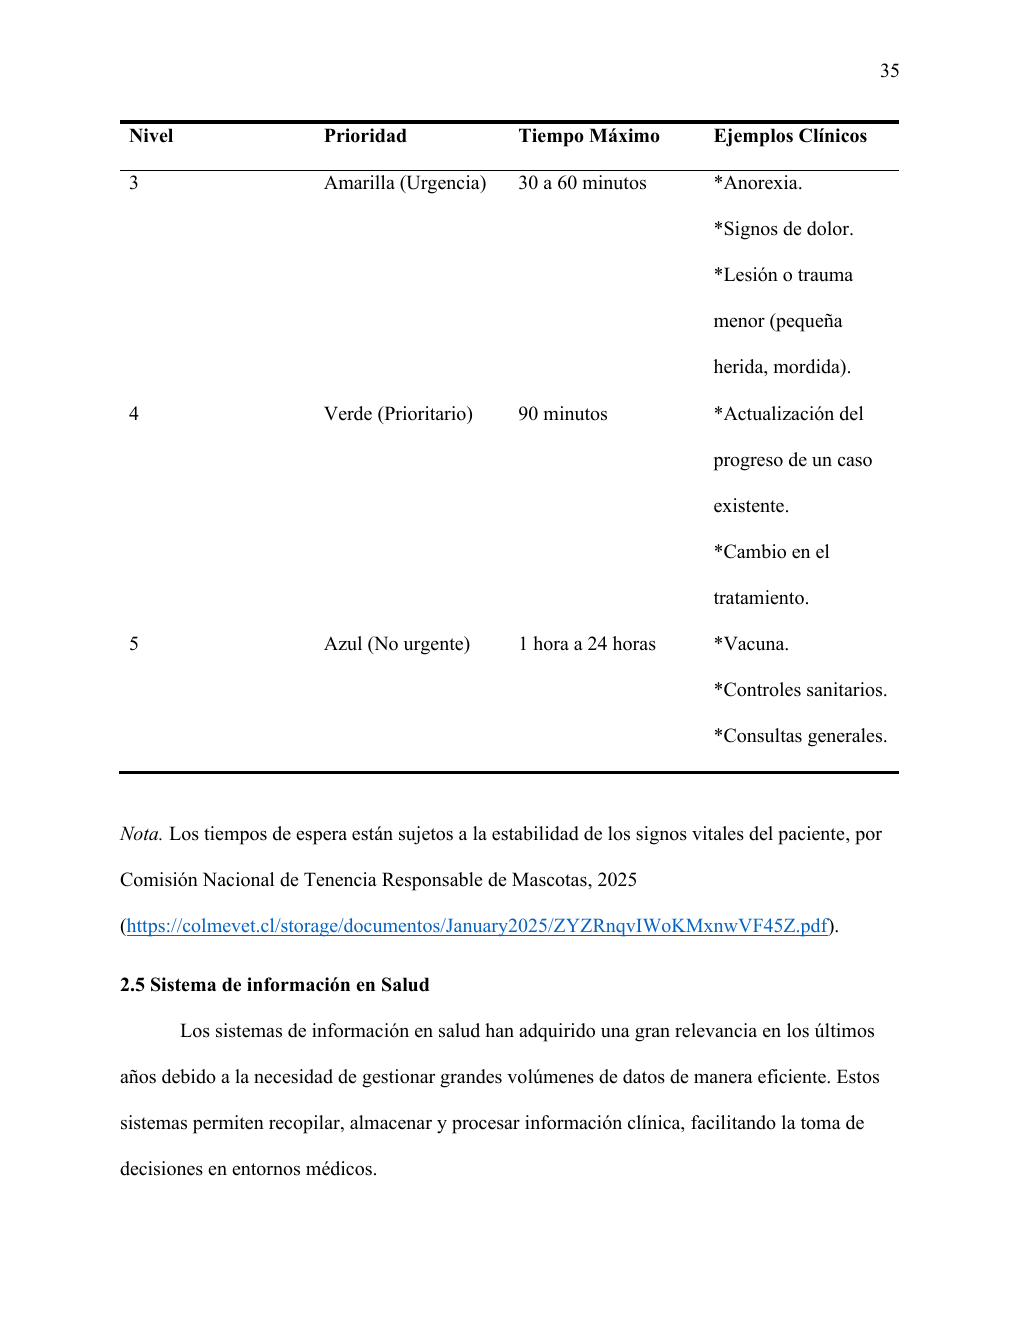 35
Nivel Prioridad Tiempo Máximo Ejemplos Clínicos
3 Amarilla (Urgencia) 30 a 60 minutos *Anorexia.
*Signos de dolor.
*Lesión o trauma
menor (pequeña
herida, mordida).
4 Verde (Prioritario) 90 minutos *Actualización del
progreso de un caso
existente.
*Cambio en el
tratamiento.
5 Azul (No urgente) 1 hora a 24 horas *Vacuna.
*Controles sanitarios.
*Consultas generales.
Nota. Los tiempos de espera están sujetos a la estabilidad de los signos vitales del paciente, por
Comisión Nacional de Tenencia Responsable de Mascotas, 2025
(https://colmevet.cl/storage/documentos/January2025/ZYZRnqvIWoKMxnwVF45Z.pdf).
2.5 Sistema de información en Salud
Los sistemas de información en salud han adquirido una gran relevancia en los últimos
años debido a la necesidad de gestionar grandes volúmenes de datos de manera eficiente. Estos
sistemas permiten recopilar, almacenar y procesar información clínica, facilitando la toma de
decisiones en entornos médicos.